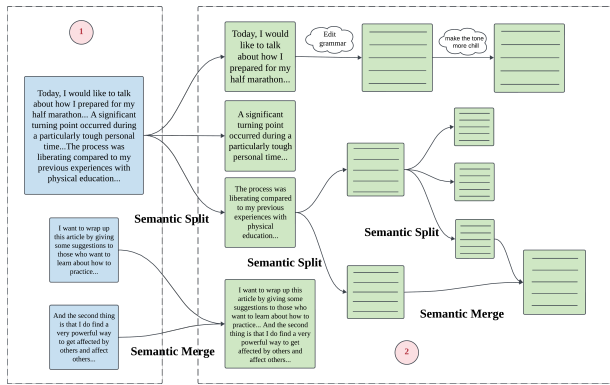 1
Today, I would like to talk
about how I prepared for my
half marathon... A significant
turning point occurred during
a particularly tough personal
time...The process was
liberating compared to my
previous experiences with
physical education...
I want to wrap up
this article by giving
some suggestions to
those who want to
learn about how to
practice...
And the second thing
is that I do find a
very powerful way
to get affected by
others and affect
others...
Semantic Split
Semantic Merge
Today, I would
like to talk
about how I
prepared for my
half marathon...
Edit
grammar
make the tone
more chill
A significant
turning point
occurred during a
particularly tough
personal time...
The process was
liberating compared
to my previous
experiences with
physical
education...
Semantic Split
Semantic Split
I want to wrap up this
article by giving some
suggestions to those who
want to learn about how to
practice... And the second
thing is that I do find a very
powerful way to get
affected by others and
affect others...
Semantic Merge
2